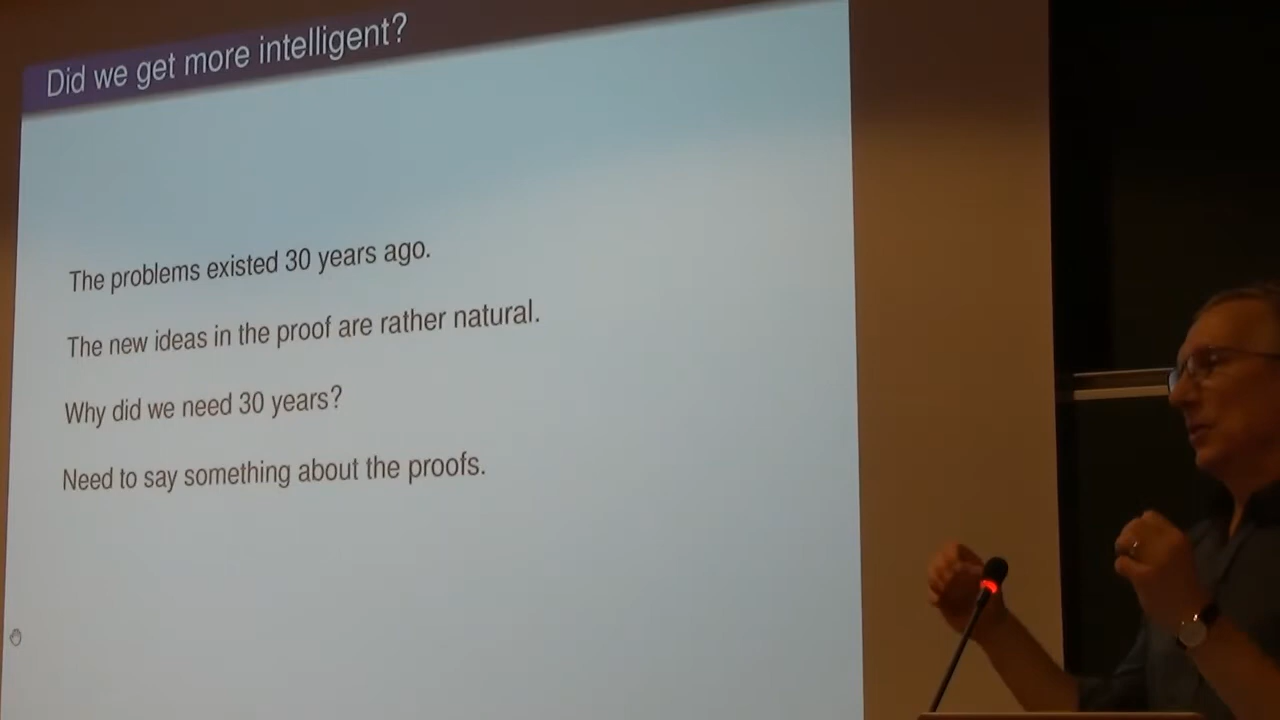 Did we get more intelligent?
The problems existed 30 years ago.
The new ideas in the proof are rather natural.
Why did we need 30 years?
Need to say something about the proofs.